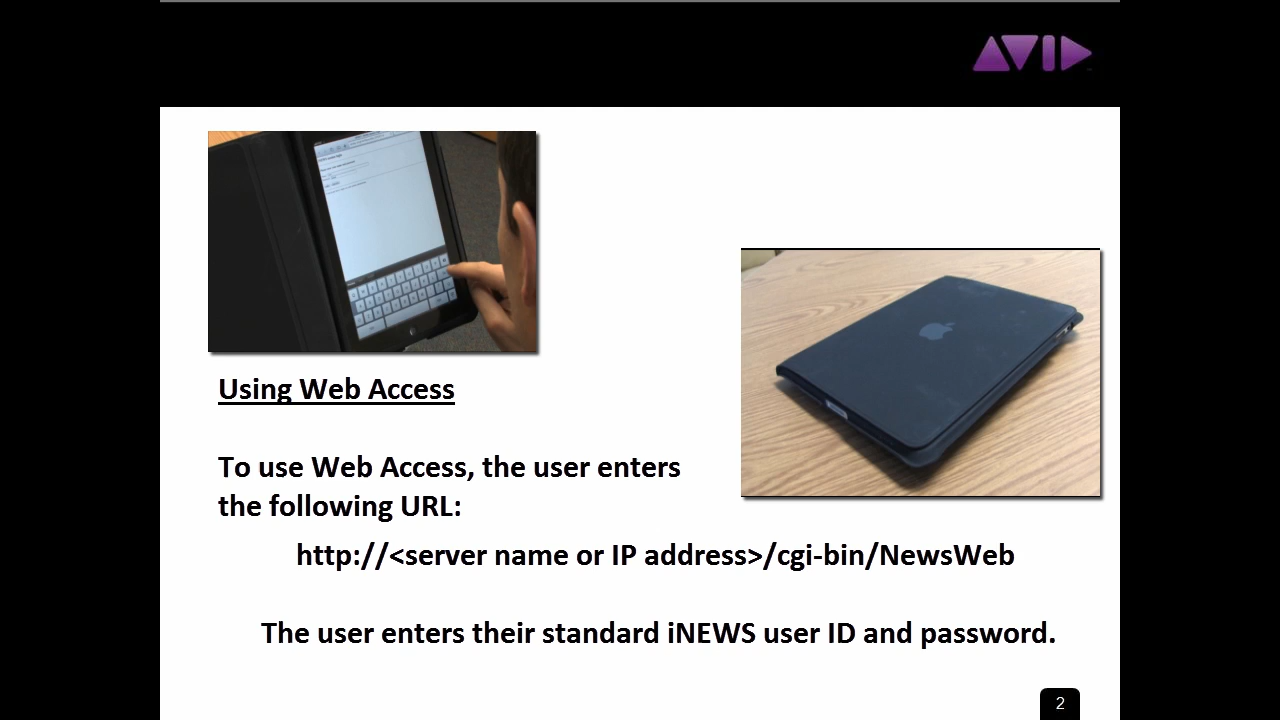 AVID
Using Web Access
To use Web Access, the user enters
the following URL:
http://<server name or IP address>/cgi-bin/NewsWeb
The user enters their standard iNEWS user ID and password.
2